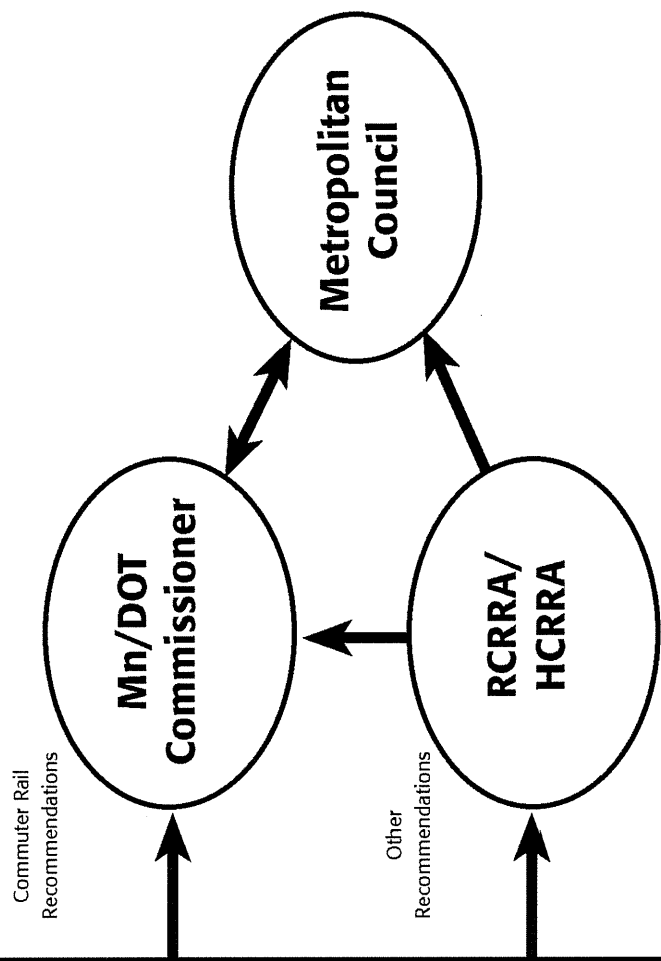 Commuter Rail
Recommendations
Mn/DOT
Commissioner
Metropolitan
Council
Other
Recommendations
RCRRA/
HCRRA